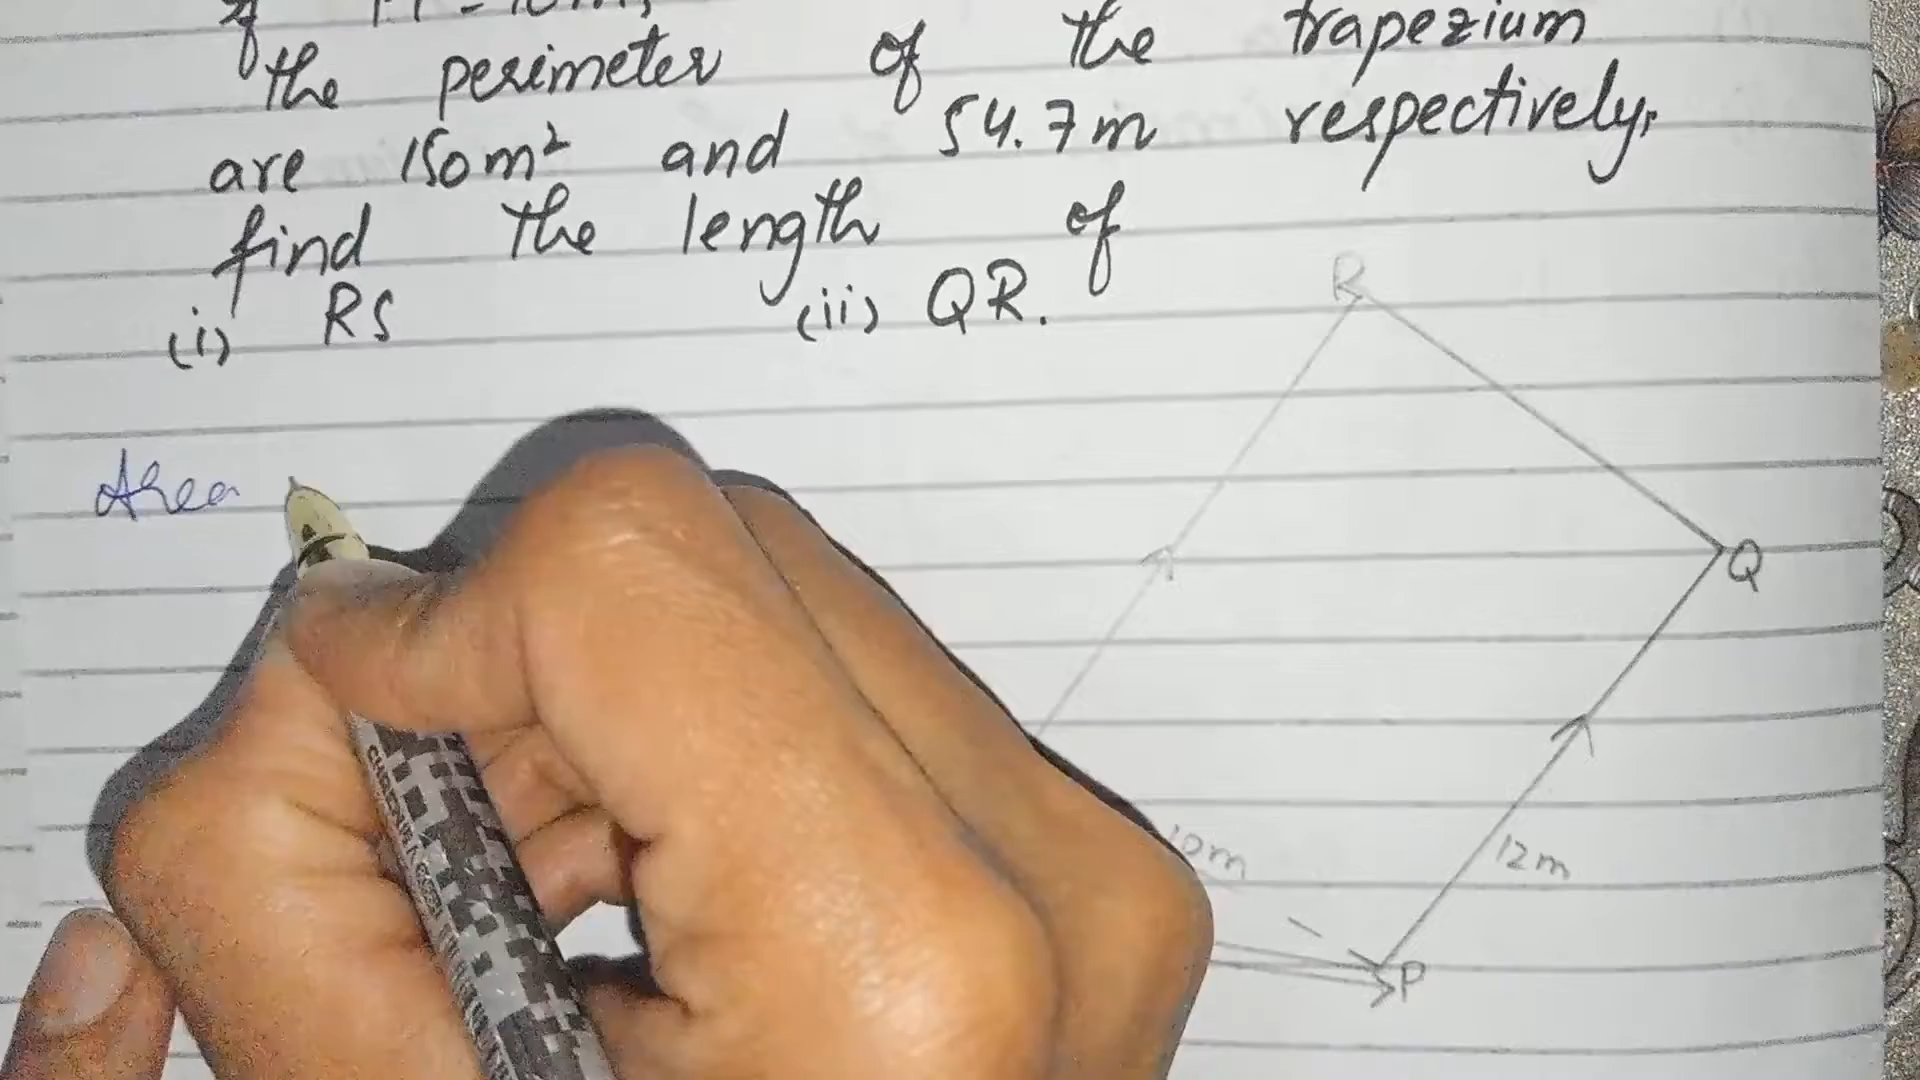 the perimeter of the trapezium
are 150m² and 54.7m respectively,
find the length of
(i) RS (ii) QR.
R
Area
Q
10m
12m
P